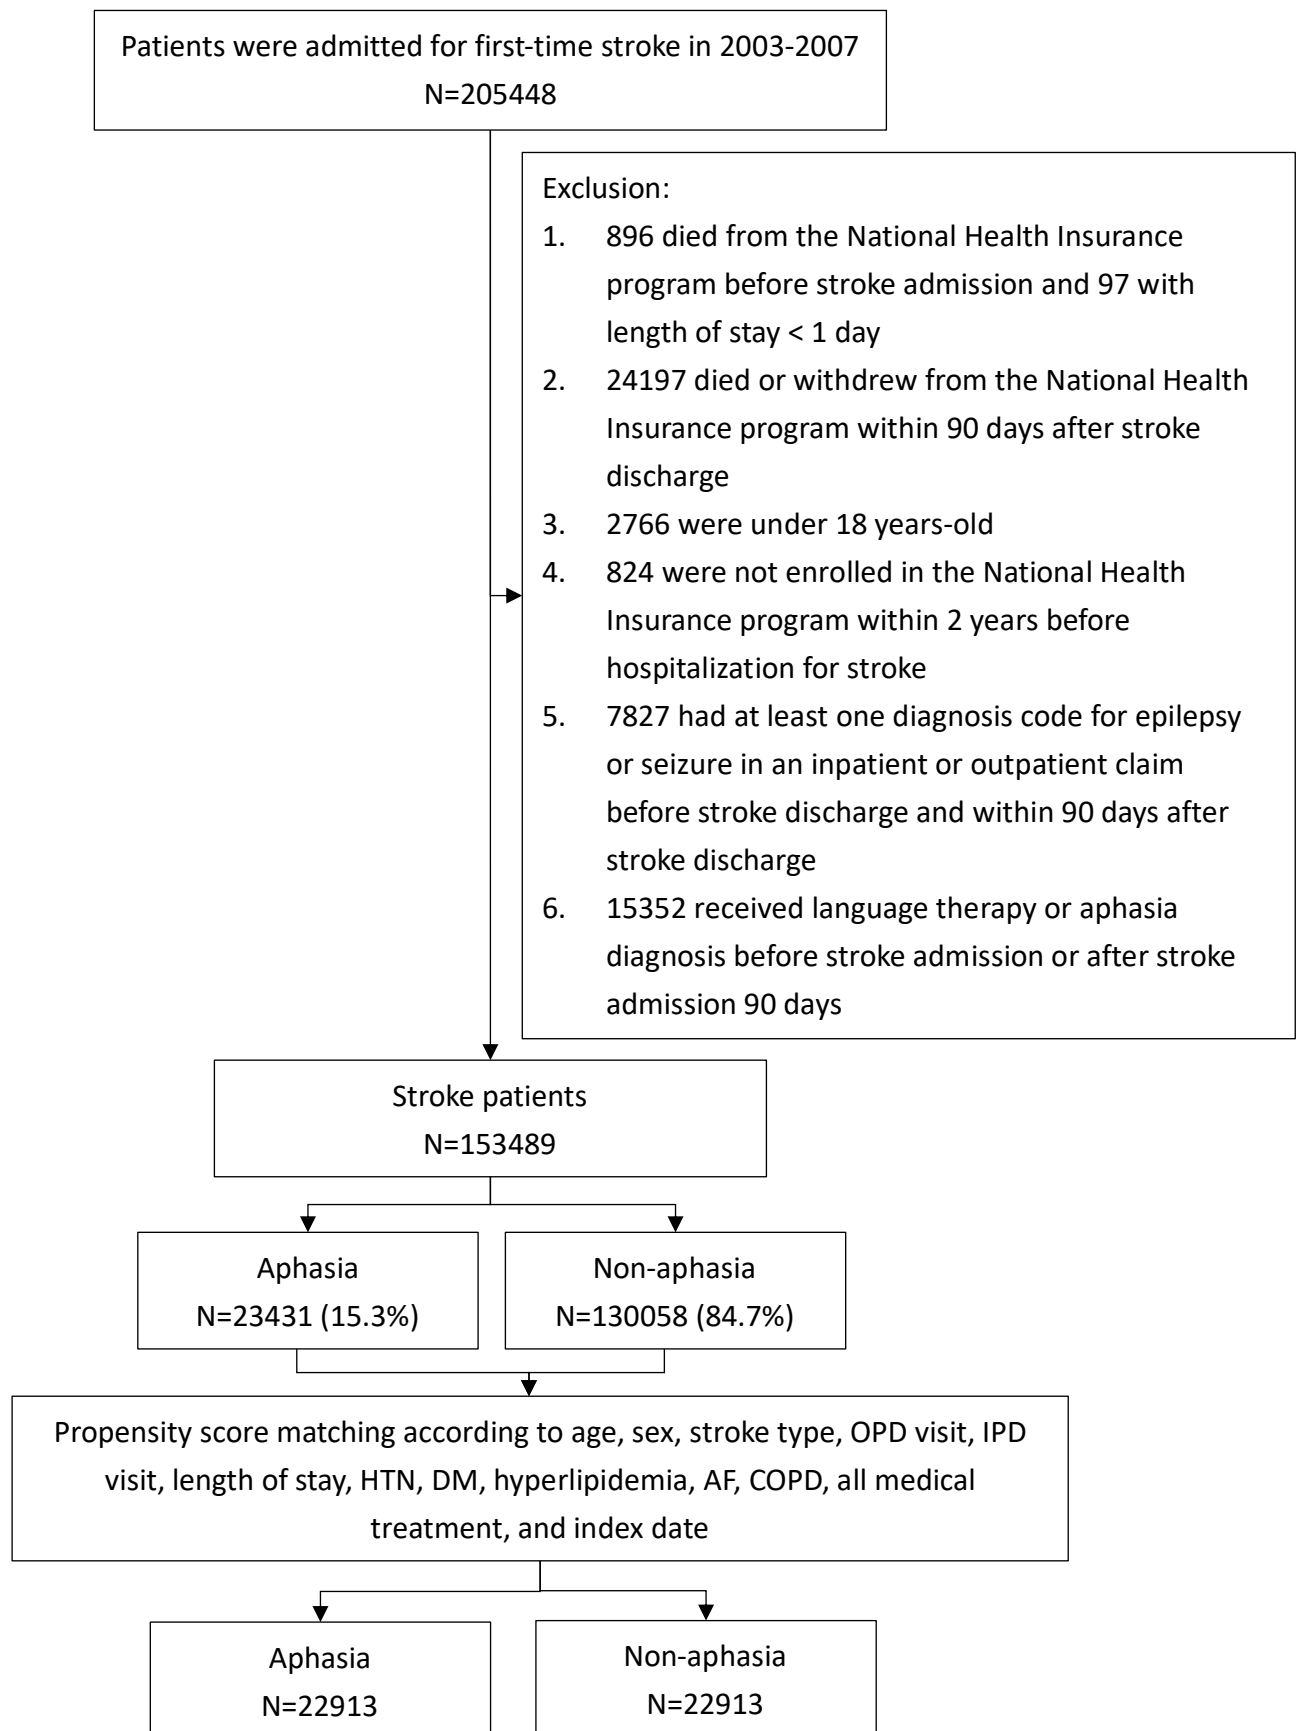 Patients were admitted for first-time stroke in 2003-2007
N=205448
Exclusion:
1. 896 died from the National Health Insurance
program before stroke admission and 97 with
length of stay < 1 day
2. 24197 died or withdrew from the National Health
Insurance program within 90 days after stroke
discharge
3. 2766 were under 18 years-old
4. 824 were not enrolled in the National Health
Insurance program within 2 years before
hospitalization for stroke
5. 7827 had at least one diagnosis code for epilepsy
or seizure in an inpatient or outpatient claim
before stroke discharge and within 90 days after
stroke discharge
6. 15352 received language therapy or aphasia
diagnosis before stroke admission or after stroke
admission 90 days
Stroke patients
N=153489
Aphasia
N=23431 (15.3%)
Non-aphasia
N=130058 (84.7%)
Propensity score matching according to age, sex, stroke type, OPD visit, IPD
visit, length of stay, HTN, DM, hyperlipidemia, AF, COPD, all medical
treatment, and index date
Aphasia
N=22913
Non-aphasia
N=22913